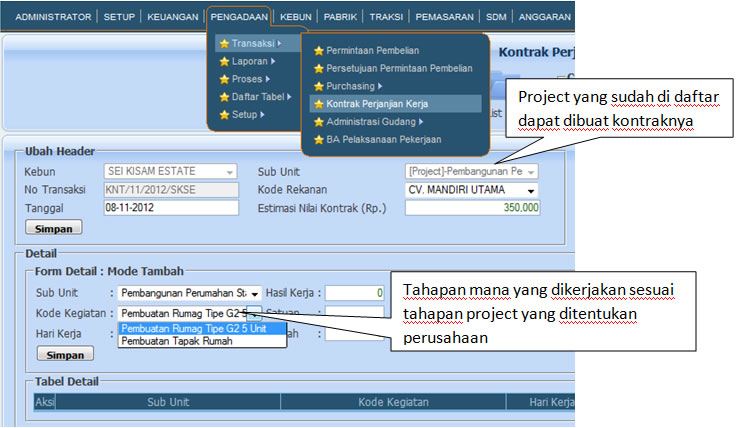 ADMINISTRATOR SETUP KEUANGAN PENGADAAN KEBUN PABRIK TRAKSI PEMASARAN SDM ANGGARAN
Transaksi
Laporan
Proses
Daftar Tabel
Setup
Permintaan Pembelian
Persetujuan Permintaan Pembelian
Purchasing
Kontrak Perjanjian Kerja
Administrasi Gudang
BA Pelaksanaan Pekerjaan
Kontrak Perj
List
Project yang sudah di daftar
dapat dibuat kontraknya
Ubah Header
Kebun SEI KISAM ESTATE Sub Unit [Project]-Pembangunan Pe
No Transaksi KNT/11/2012/SKSE Kode Rekanan CV. MANDIRI UTAMA
Tanggal 08-11-2012 Estimasi Nilai Kontrak (Rp.) 350,000
Simpan
Detail
Form Detail : Mode Tambah
Sub Unit : Pembangunan Perumahan St Hasil Kerja : 0
Kode Kegiatan : Pembuatan Rumag Tipe G2 5 Satuan
Hari Kerja :
Pembuatan Rumag Tipe G2 5 Unit
Pembuatan Tapak Rumah
Simpan
Tahapan mana yang dikerjakan sesuai
tahapan project yang ditentukan
perusahaan
Tabel Detail
Aksi Sub Unit Kode Kegiatan Hari Kerja